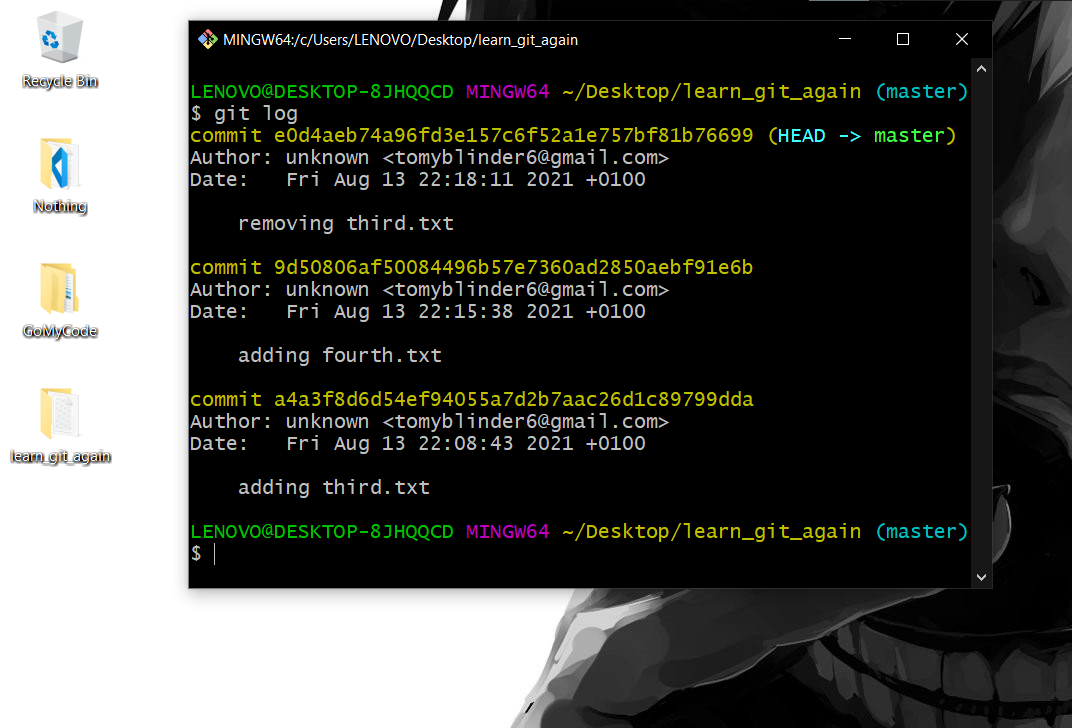 Recycle Bin
Nothing
GoMyCode
learn_git_again
MINGW64:/c/Users/LENOVO/Desktop/learn_git_again
LENOVO@DESKTOP-8JHQQCD MINGW64 ~/Desktop/learn_git_again (master)
$ git log
commit e0d4aeb74a96fd3e157c6f52a1e757bf81b76699 (HEAD -> master)
Author: unknown <tomyblinder6@gmail.com>
Date:   Fri Aug 13 22:18:11 2021 +0100
    removing third.txt
commit 9d50806af50084496b57e7360ad2850aebf91e6b
Author: unknown <tomyblinder6@gmail.com>
Date:   Fri Aug 13 22:15:38 2021 +0100
    adding fourth.txt
commit a4a3f8d6d54ef94055a7d2b7aac26d1c89799dda
Author: unknown <tomyblinder6@gmail.com>
Date:   Fri Aug 13 22:08:43 2021 +0100
    adding third.txt
LENOVO@DESKTOP-8JHQQCD MINGW64 ~/Desktop/learn_git_again (master)
$